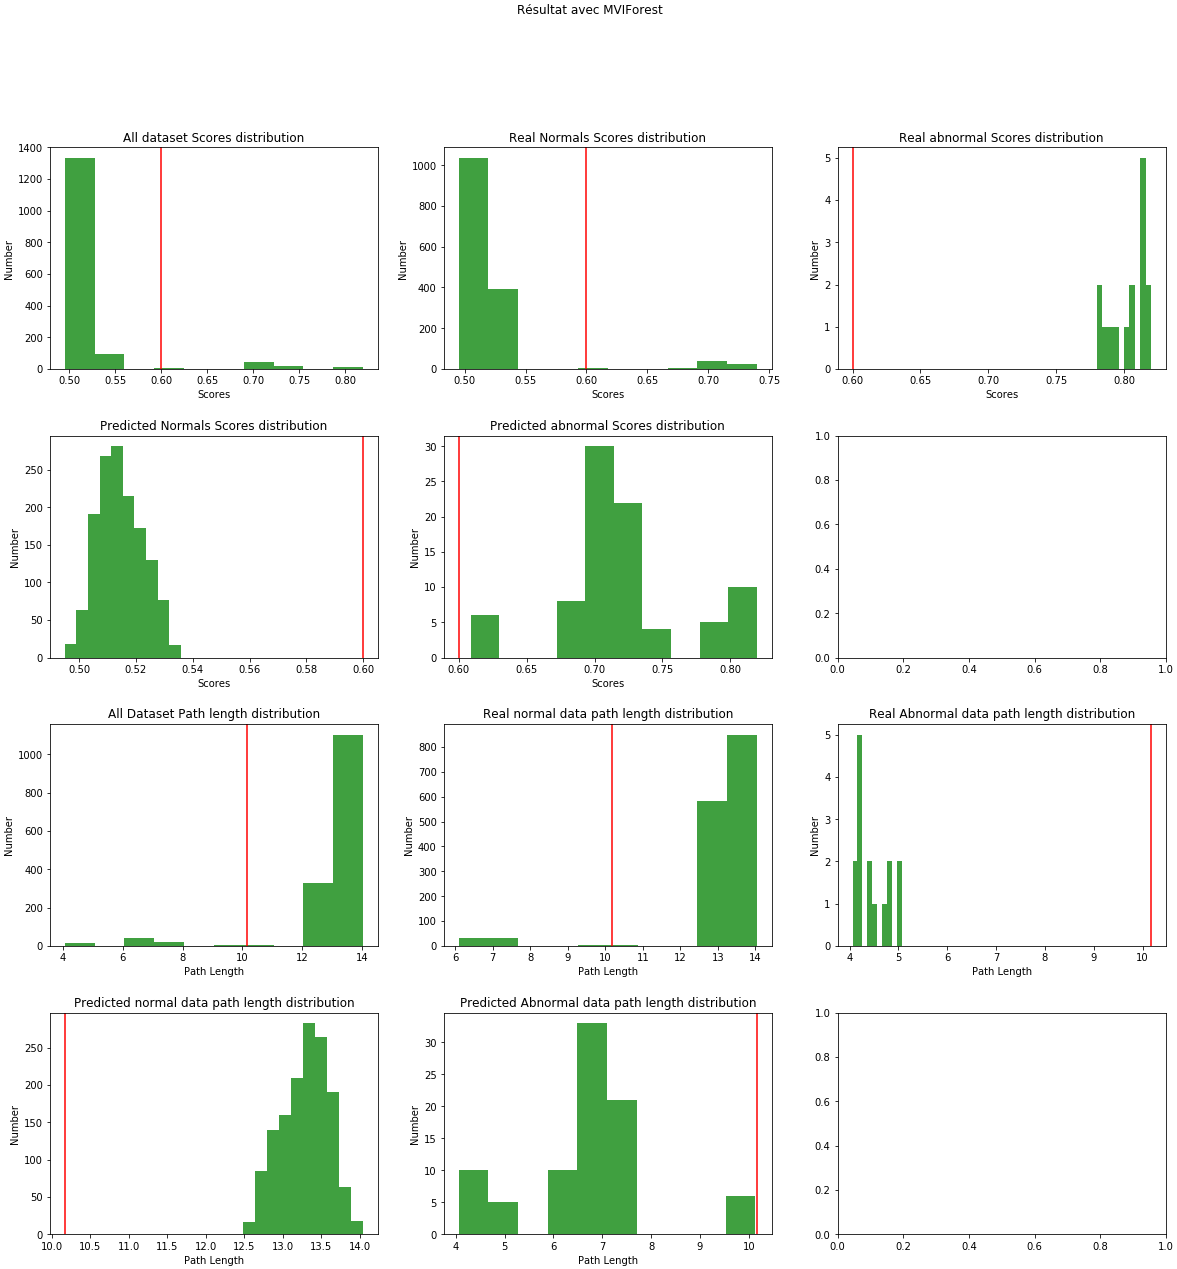 Résultat avec MVIForest
All dataset Scores distribution
Real Normals Scores distribution
Real abnormal Scores distribution
Number
0 200 400 600 800 1000 1200 1400
0.50 0.55 0.60 0.65 0.70 0.75 0.80
Scores
Number
0 200 400 600 800 1000
0.50 0.55 0.60 0.65 0.70 0.75
Scores
Number
0 1 2 3 4 5
0.60 0.65 0.70 0.75 0.80
Scores
Predicted Normals Scores distribution
Predicted abnormal Scores distribution
Number
0 50 100 150 200 250
0.50 0.52 0.54 0.56 0.58 0.60
Scores
Number
0 5 10 15 20 25 30
0.60 0.65 0.70 0.75 0.80
Scores
0.0 0.2 0.4 0.6 0.8 1.0
0.0 0.2 0.4 0.6 0.8 1.0
All Dataset Path length distribution
Real normal data path length distribution
Real Abnormal data path length distribution
Number
0 200 400 600 800 1000
4 6 8 10 12 14
Path Length
Number
0 100 200 300 400 500 600 700 800
6 7 8 9 10 11 12 13 14
Path Length
Number
0 1 2 3 4 5
4 5 6 7 8 9 10
Path Length
Predicted normal data path length distribution
Predicted Abnormal data path length distribution
Number
0 50 100 150 200 250
10.0 10.5 11.0 11.5 12.0 12.5 13.0 13.5 14.0
Path Length
Number
0 5 10 15 20 25 30
4 5 6 7 8 9 10
Path Length
0.0 0.2 0.4 0.6 0.8 1.0
0.0 0.2 0.4 0.6 0.8 1.0